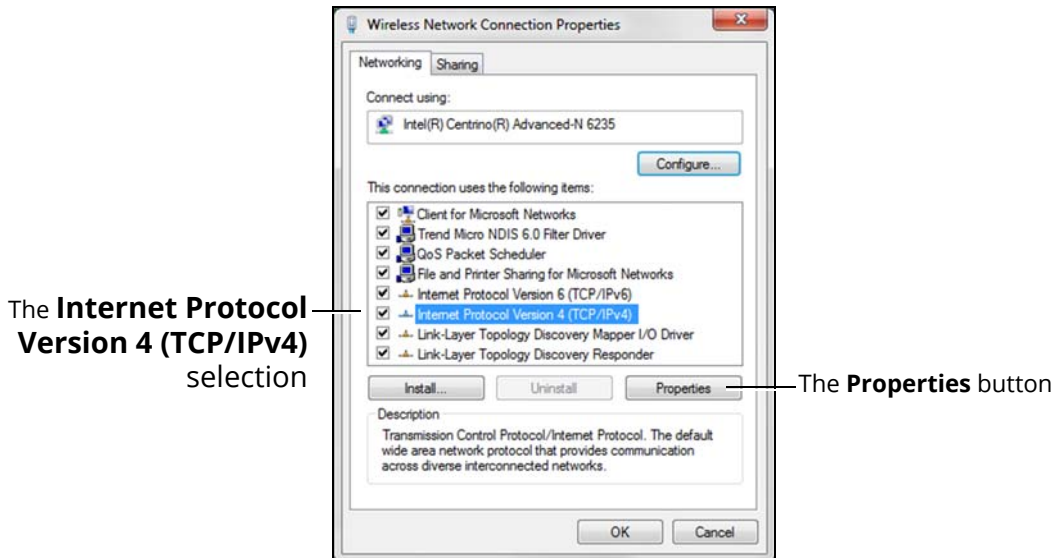 Wireless Network Connection Properties
Networking
Sharing
Connect using:
Intel(R) Centrino(R) Advanced-N 6235
Configure...
This connection uses the following items:
Client for Microsoft Networks
Trend Micro NDIS 6.0 Filter Driver
QoS Packet Scheduler
File and Printer Sharing for Microsoft Networks
Internet Protocol Version 6 (TCP/IPv6)
Internet Protocol Version 4 (TCP/IPv4)
Link-Layer Topology Discovery Mapper I/O Driver
Link-Layer Topology Discovery Responder
The Internet Protocol
Version 4 (TCP/IPv4)
selection
Install...
Uninstall
Properties
The Properties button
Description
Transmission Control Protocol/Internet Protocol. The default
wide area network protocol that provides communication
across diverse interconnected networks.
OK
Cancel